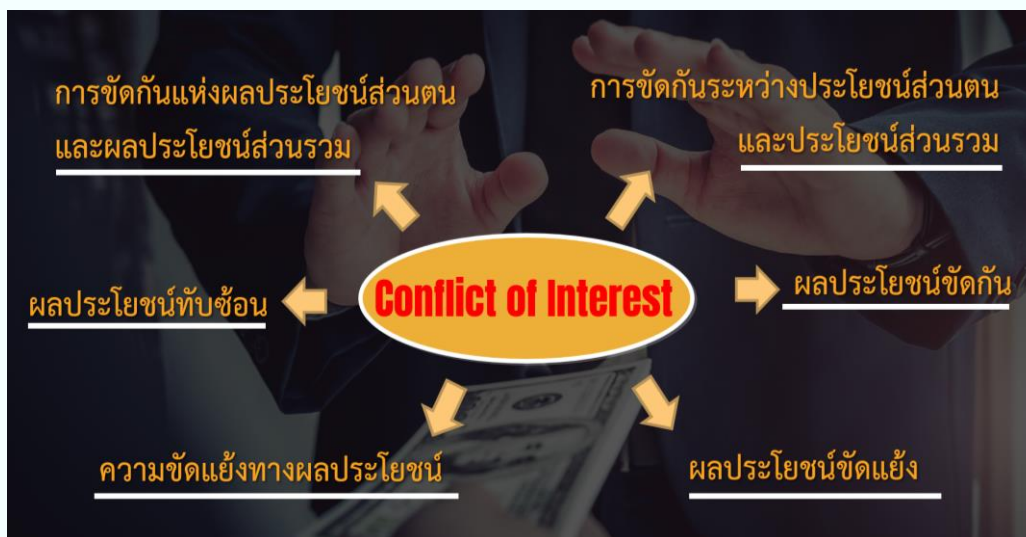 การขัดกันแห่งผลประโยชน์ส่วนตน
และผลประโยชน์ส่วนรวม
การขัดกันระหว่างประโยชน์ส่วนตน
และประโยชน์ส่วนรวม
ผลประโยชน์ทับซ้อน
Conflict of Interest
ผลประโยชน์ขัดกัน
ความขัดแย้งทางผลประโยชน์
ผลประโยชน์ขัดแย้ง